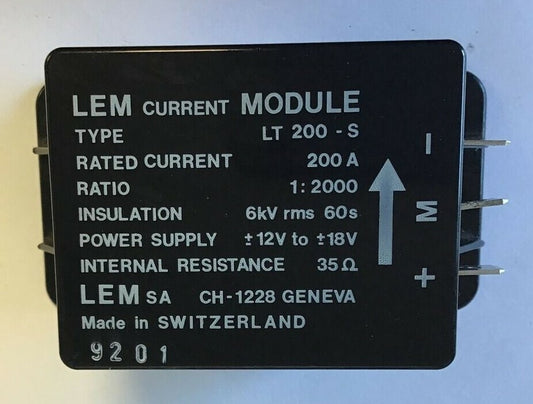 LEM CURRENT MODULE
TYPE LT 200 - S
RATED CURRENT 200 A
RATIO 1: 2000
INSULATION 6kV rms 60s
POWER SUPPLY ±12V to ±18V
INTERNAL RESISTANCE 35Ω
LEM SA CH-1228 GENEVA
Made in SWITZERLAND
9201
−
M
+